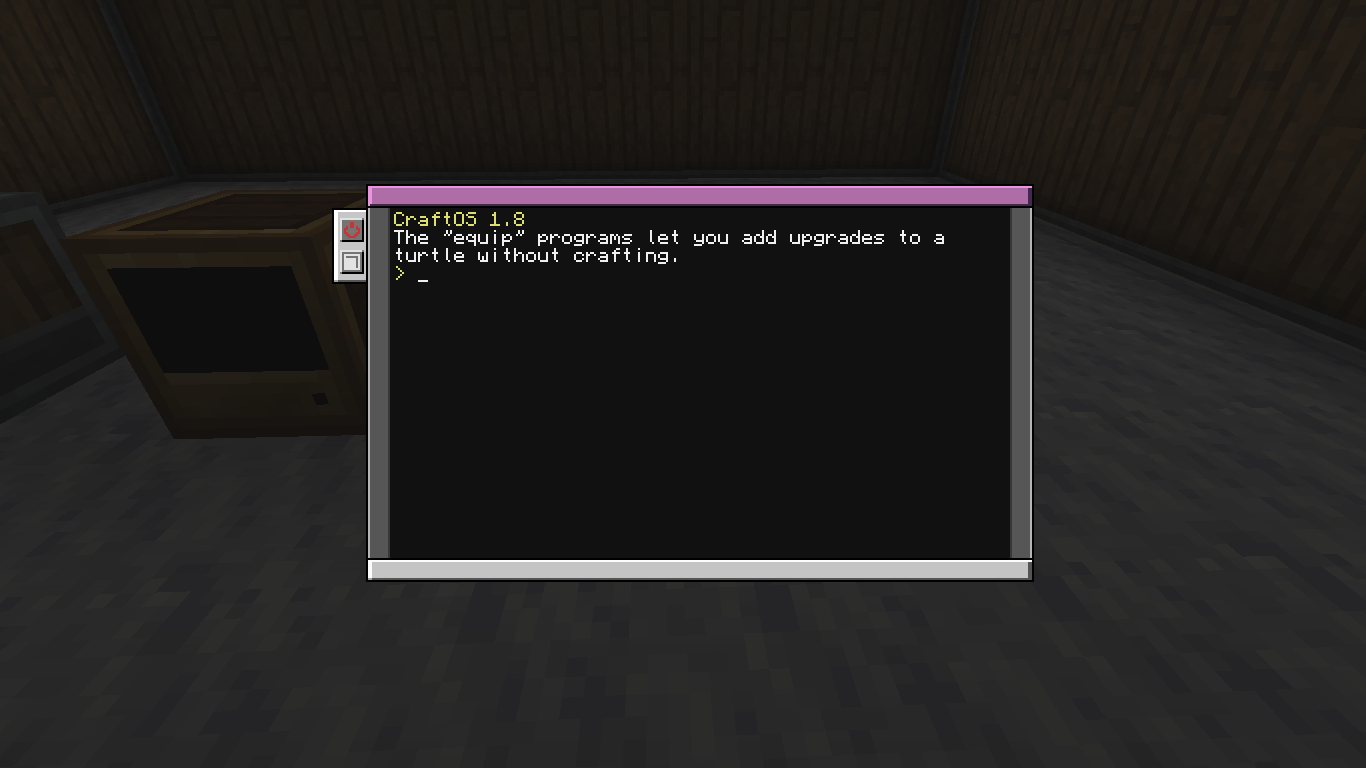 CraftOS 1.8
The "equip" programs let you add upgrades to a
turtle without crafting.
> _